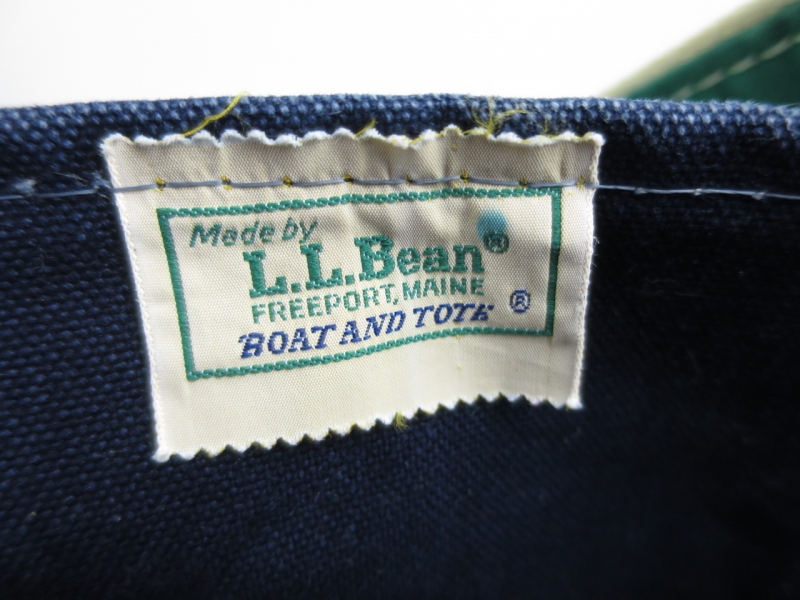 Made by
L.L.Bean®
FREEPORT, MAINE
BOAT AND TOTE ®